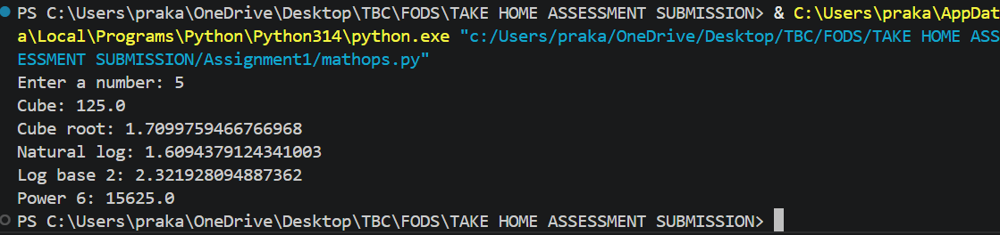 PS C:\Users\praka\OneDrive\Desktop\TBC\FODS\TAKE HOME ASSESSMENT SUBMISSION> & C:\Users\praka\AppDat
a\Local\Programs\Python\Python314\python.exe "c:/Users/praka/OneDrive/Desktop/TBC/FODS/TAKE HOME ASS
ESSMENT SUBMISSION/Assignment1/mathops.py"
Enter a number: 5
Cube: 125.0
Cube root: 1.7099759466766968
Natural log: 1.6094379124341003
Log base 2: 2.321928094887362
Power 6: 15625.0
PS C:\Users\praka\OneDrive\Desktop\TBC\FODS\TAKE HOME ASSESSMENT SUBMISSION>